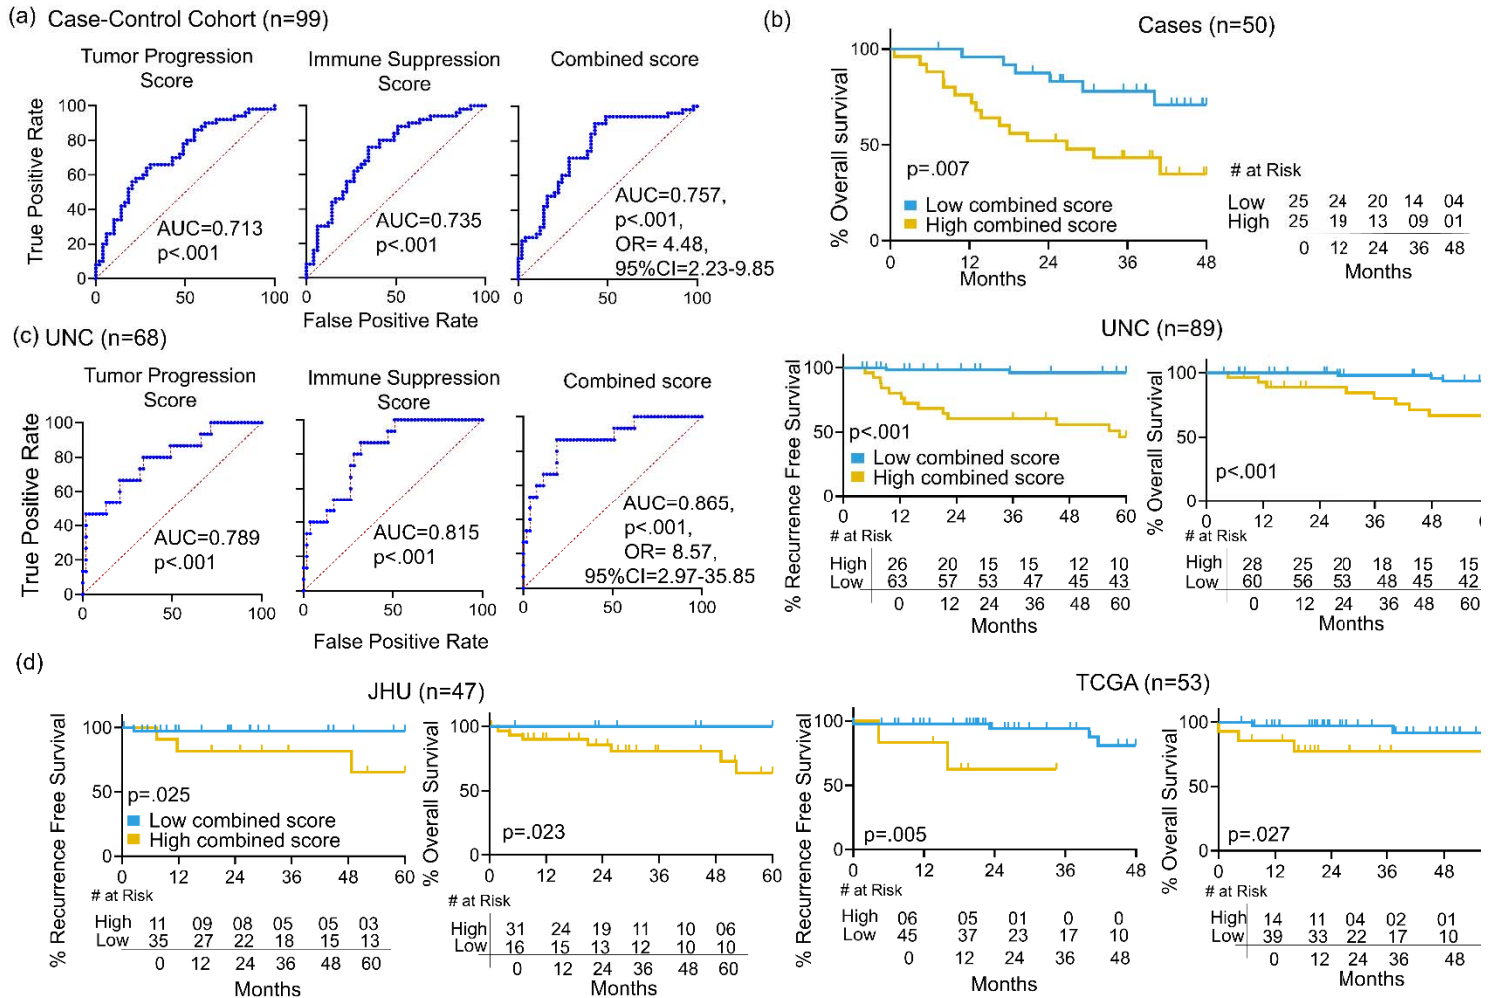 (a) Case-Control Cohort (n=99)
Tumor Progression
Score
Immune Suppression
Score
Combined score
True Positive Rate
100
80
60
40
20
0
AUC=0.713
p<.001
0 50 100
AUC=0.735
p<.001
0 50 100
AUC=0.757,
p<.001,
OR= 4.48,
95%CI=2.23-9.85
0 50 100
False Positive Rate
(b)
Cases (n=50)
% Overall survival
100
50
0
p=.007
Low combined score
High combined score
0 12 24 36 48
Months
# at Risk
Low 25 24 20 14 04
High 25 19 13 09 01
0 12 24 36 48
Months
(c) UNC (n=68)
Tumor Progression
Score
Immune Suppression
Score
Combined score
True Positive Rate
100
80
60
40
20
0
AUC=0.789
p<.001
0 50 100
AUC=0.815
p<.001
0 50 100
AUC=0.865,
p<.001,
OR= 8.57,
95%CI=2.97-35.85
0 50 100
False Positive Rate
UNC (n=89)
% Recurrence Free Survival
100
50
0
p<.001
Low combined score
High combined score
12 24 36 48 60
# at Risk
High 26 20 15 15 12 10
Low 63 57 53 47 45 43
0 12 24 36 48 60
Months
% Overall Survival
100
50
0
p<.001
0 12 24 36 48 60
High 28 25 20 18 15 15
Low 60 56 53 48 45 42
0 12 24 36 48 60
Months
(d)
JHU (n=47)
% Recurrence Free Survival
100
50
0
p=.025
Low combined score
High combined score
0 12 24 36 48 60
# at Risk
High 11 09 08 05 05 03
Low 35 27 22 18 15 13
0 12 24 36 48 60
Months
% Overall Survival
100
50
0
p=.023
0 12 24 36 48 60
# at Risk
High 31 24 19 11 10 06
Low 16 15 13 12 10 10
0 12 24 36 48 60
Months
TCGA (n=53)
% Recurrence Free Survival
100
50
0
p=.005
0 12 24 36 48
# at Risk
High 06 05 01 0 0
Low 45 37 23 17 10
0 12 24 36 48
Months
% Overall Survival
100
50
0
p=.027
0 12 24 36 48
# at Risk
High 14 11 04 02 01
Low 39 33 22 17 10
0 12 24 36 48
Months